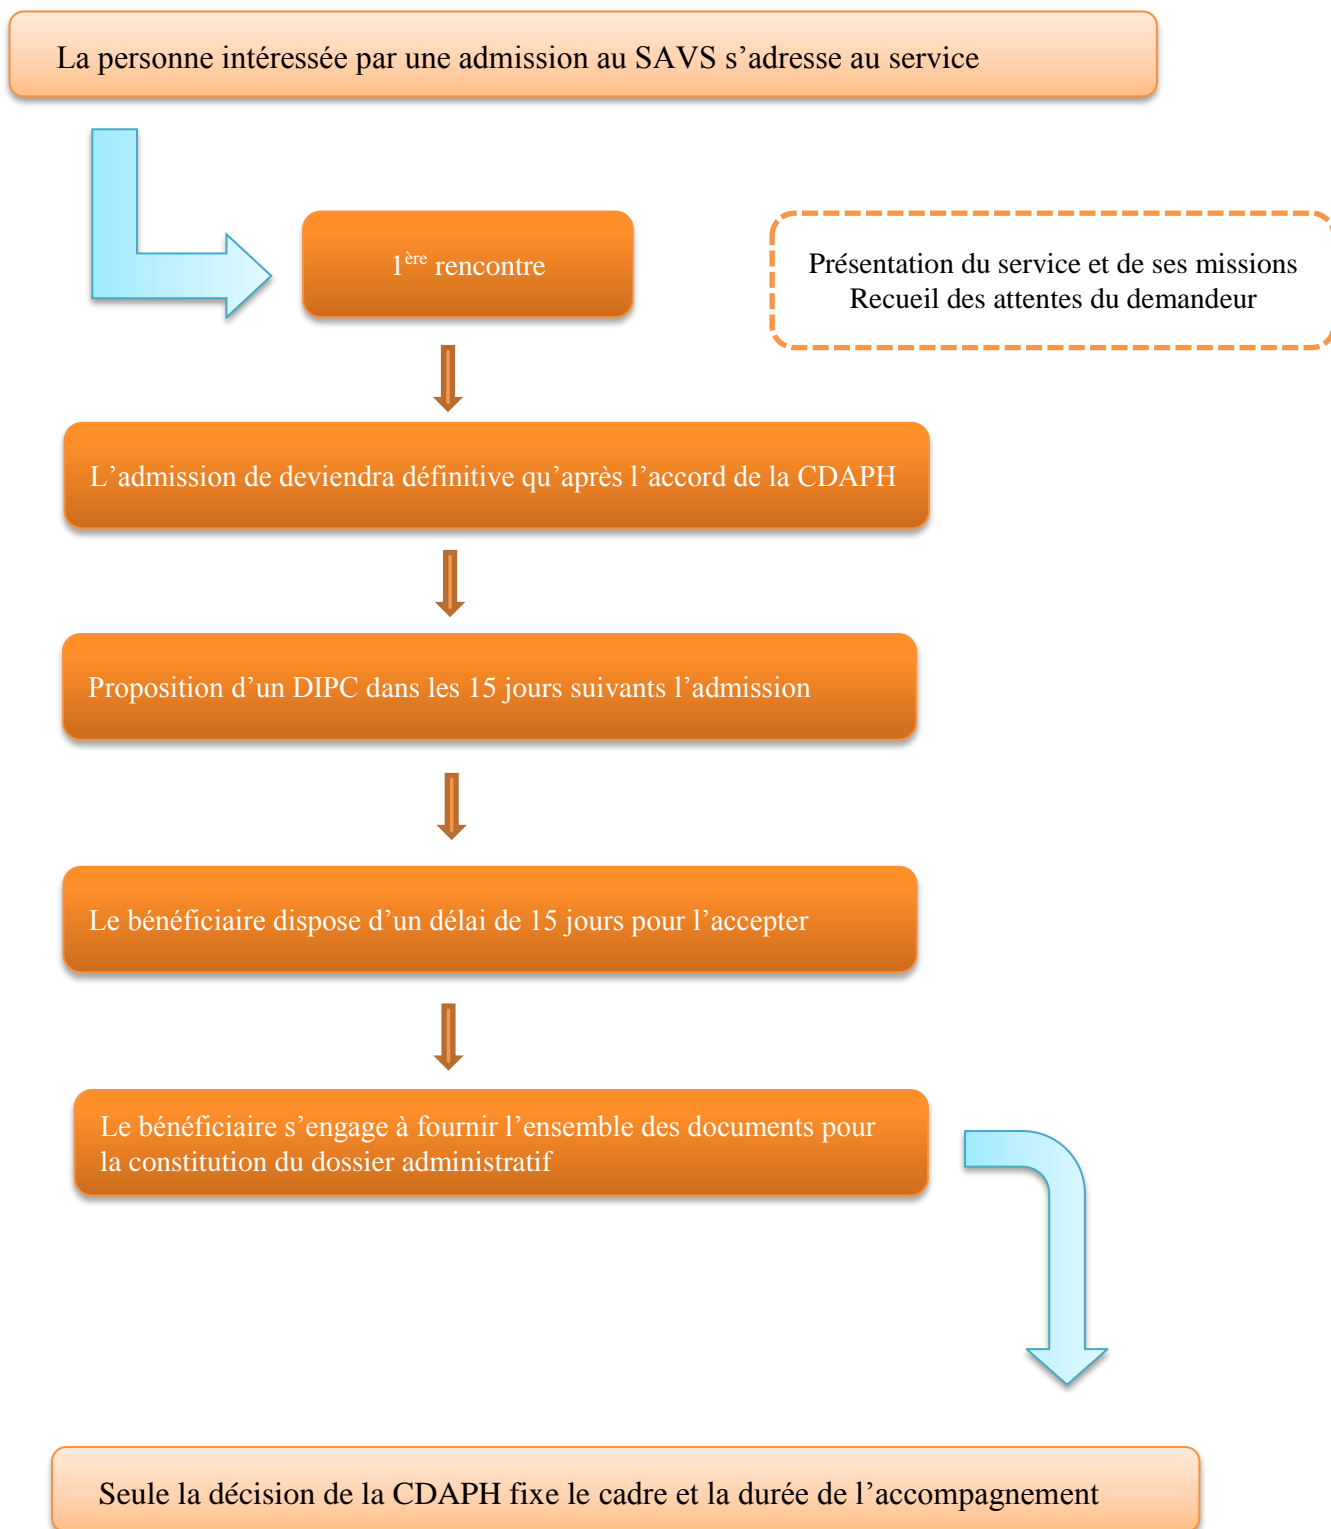 La personne intéressée par une admission au SAVS s’adresse au service
1ère rencontre
Présentation du service et de ses missions
Recueil des attentes du demandeur
L’admission de deviendra définitive qu’après l’accord de la CDAPH
Proposition d’un DIPC dans les 15 jours suivants l’admission
Le bénéficiaire dispose d’un délai de 15 jours pour l’accepter
Le bénéficiaire s’engage à fournir l’ensemble des documents pour
la constitution du dossier administratif
Seule la décision de la CDAPH fixe le cadre et la durée de l’accompagnement